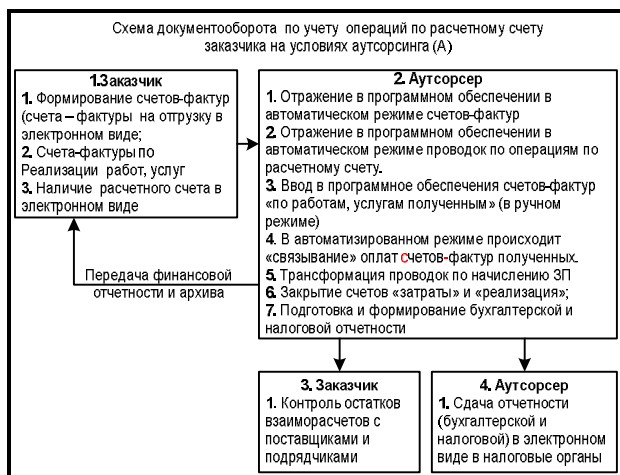 Схема документооборота по учету операций по расчетному счету
заказчика на условиях аутсорсинга (А)
1.Заказчик
1. Формирование счетов-фактур
(счета – фактуры на отгрузку в
электронном виде;
2. Счета-фактуры по
Реализации работ, услуг
3. Наличие расчетного счета в
электронном виде
2. Аутсорсер
1. Отражение в программном обеспечении в
автоматическом режиме счетов-фактур
2. Отражение в программном обеспечении в
автоматическом режиме проводок по операциям по
расчетному счету.
3. Ввод в программное обеспечения счетов-фактур
«по работам, услугам полученным» (в ручном
режиме)
4. В автоматизированном режиме происходит
«связывание» оплат счетов-фактур полученных.
5. Трансформация проводок по начислению ЗП
6. Закрытие счетов «затраты» и «реализация»;
7. Подготовка и формирование бухгалтерской и
налоговой отчетности
Передача финансовой
отчетности и архива
3. Заказчик
1. Контроль остатков
взаиморасчетов с
поставщиками и
подрядчиками
4. Аутсорсер
1. Сдача отчетности
(бухгалтерской и
налоговой) в электронном
виде в налоговые органы